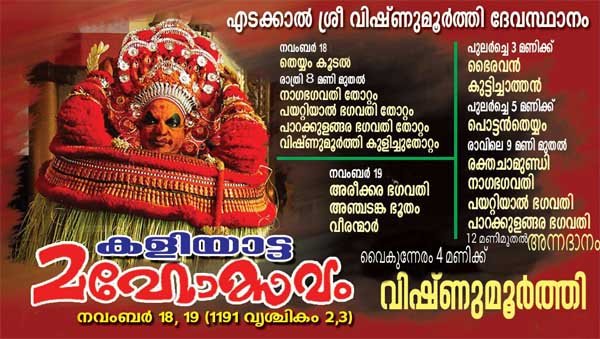 എടക്കാൽ ശ്രീ വിഷ്ണുമൂർത്തി ദേവസ്ഥാനം
നവംബർ 18
തെയ്യം കൂടൽ
രാത്രി 8 മണി മുതൽ
നാഗഭഗവതി തോറ്റം
പയറ്റിയാൽ ഭഗവതി തോറ്റം
പാറക്കുളങ്ങര ഭഗവതി തോറ്റം
വിഷ്ണുമൂർത്തി കുളിച്ചുതോറ്റം
നവംബർ 19
അരീക്കര ഭഗവതി
അഞ്ചടങ്ക ഭൂതം
വീരന്മാർ
പുലർച്ചെ 3 മണിക്ക്
ഭൈരവൻ
കുട്ടിച്ചാത്തൻ
പുലർച്ചെ 5 മണിക്ക്
പൊട്ടൻതെയ്യം
രാവിലെ 9 മണി മുതൽ
രക്തചാമുണ്ഡി
നാഗഭഗവതി
പയറ്റിയാൽ ഭഗവതി
പാറക്കുളങ്ങര ഭഗവതി
12 മണിമുതൽ അന്നദാനം
വൈകുന്നേരം 4 മണിക്ക്
വിഷ്ണുമൂർത്തി
കളിയാട്ട
മഹോത്സവം
നവംബർ 18, 19 (1191 വൃശ്ചികം 2,3)